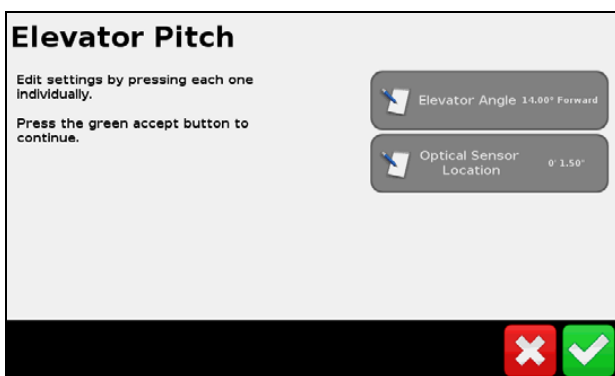 Elevator Pitch
Edit settings by pressing each one
individually.
Press the green accept button to
continue.
Elevator Angle 14.00° Forward
Optical Sensor
Location
0' 1.50"